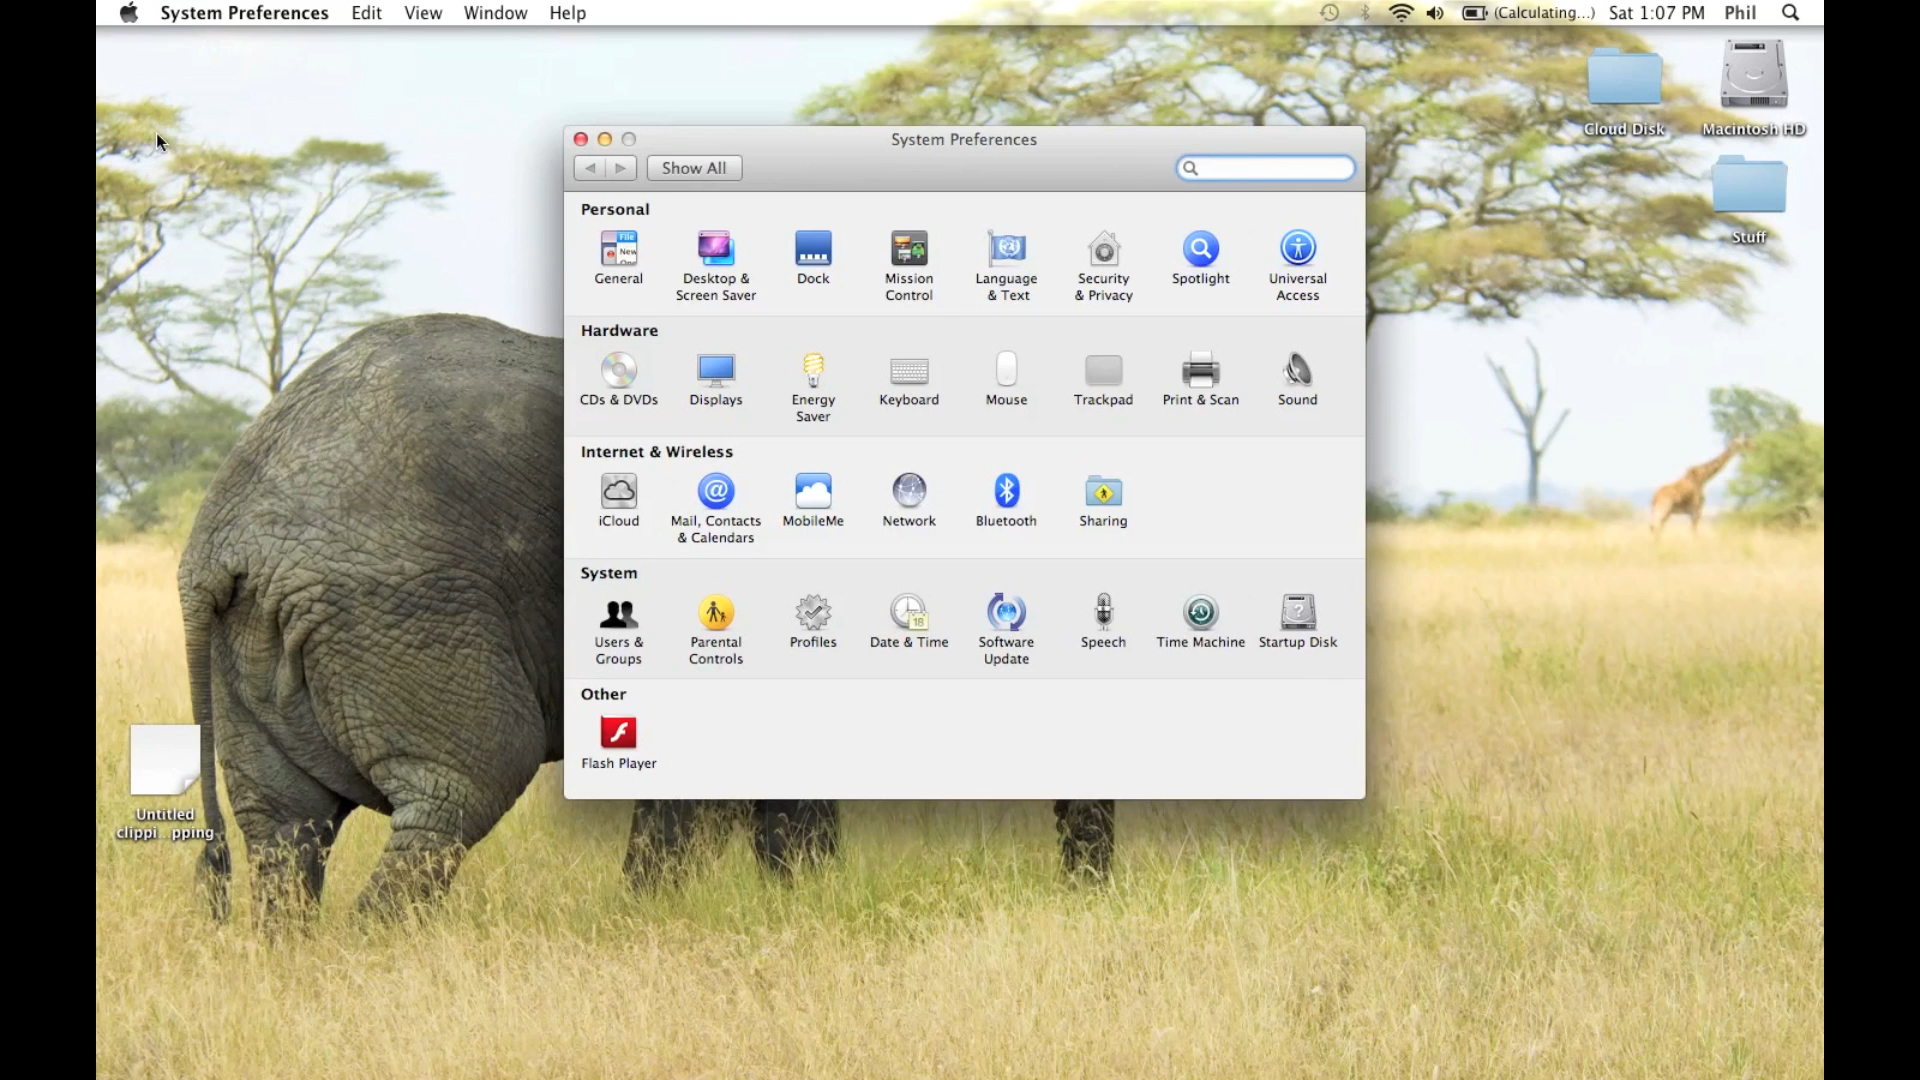 System Preferences Edit View Window Help (Calculating...) Sat 1:07 PM Phil
Cloud Disk
Macintosh HD
Stuff
System Preferences
Show All
Personal
General
Desktop &
Screen Saver
Dock
Mission
Control
Language
& Text
Security
& Privacy
Spotlight
Universal
Access
Hardware
CDs & DVDs
Displays
Energy
Saver
Keyboard
Mouse
Trackpad
Print & Scan
Sound
Internet & Wireless
iCloud
Mail, Contacts
& Calendars
MobileMe
Network
Bluetooth
Sharing
System
Users &
Groups
Parental
Controls
Profiles
18
Date & Time
Software
Update
Speech
Time Machine
Startup Disk
Other
Flash Player
Untitled
clippi...pping
File
New